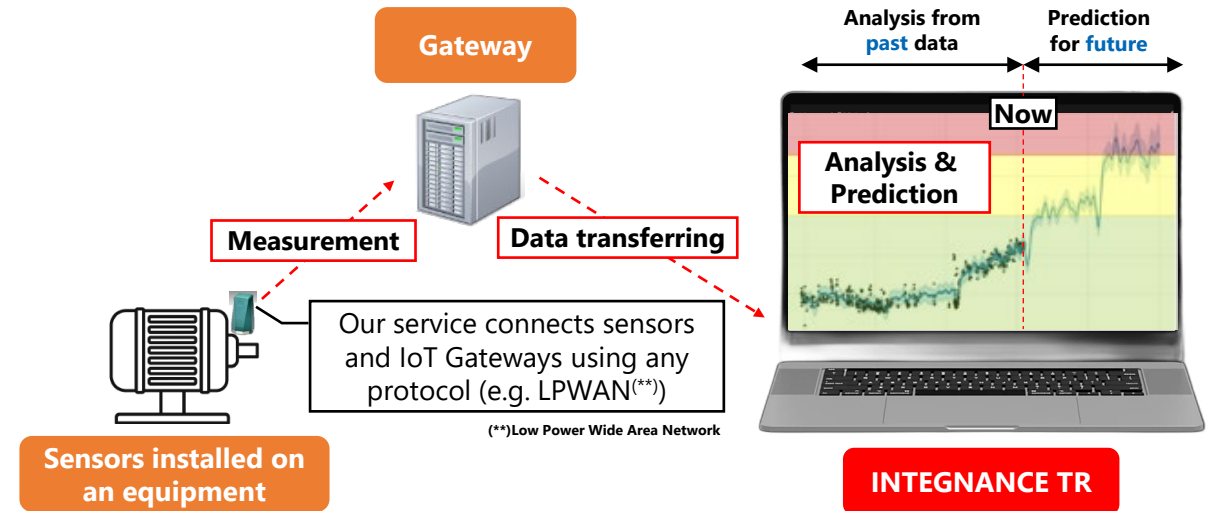 Gateway
Analysis from
past data
Prediction
for future
Now
Analysis &
Prediction
Measurement
Data transferring
Our service connects sensors
and IoT Gateways using any
protocol (e.g. LPWAN(**))
(**)Low Power Wide Area Network
Sensors installed on
an equipment
INTEGNANCE TR